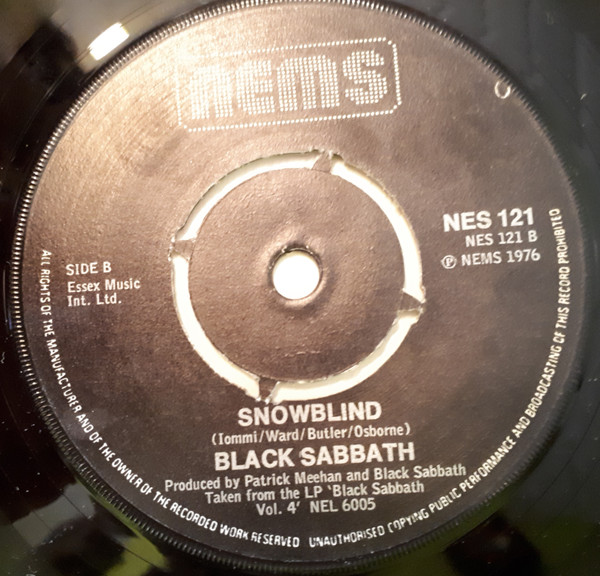 nems
NES 121
NES 121 B
℗ NEMS 1976
SIDE B
Essex Music
Int. Ltd.
SNOWBLIND
(Iommi/Ward/Butler/Osborne)
BLACK SABBATH
Produced by Patrick Meehan and Black Sabbath
Taken from the LP 'Black Sabbath
Vol. 4' NEL 6005
ALL RIGHTS OF THE MANUFACTURER AND OF THE OWNER OF THE RECORDED WORK RESERVED UNAUTHORISED COPYING PUBLIC PERFORMANCE AND BROADCASTING OF THIS RECORD PROHIBITED